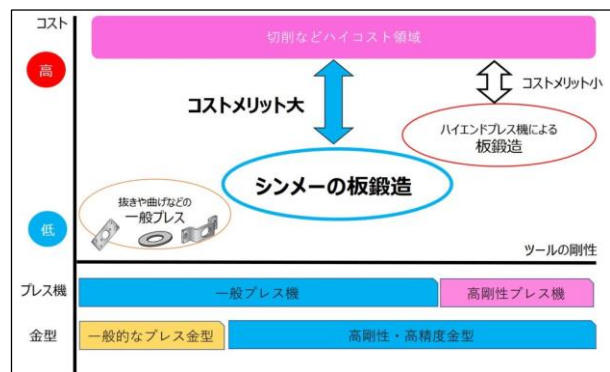 コスト
切削などハイコスト領域
高
コストメリット大
コストメリット小
ハイエンドプレス機による
板鍛造
シンメーの板鍛造
抜きや曲げなどの
一般プレス
低
ツールの剛性
プレス機
一般プレス機
高剛性プレス機
金型
一般的なプレス金型
高剛性・高精度金型